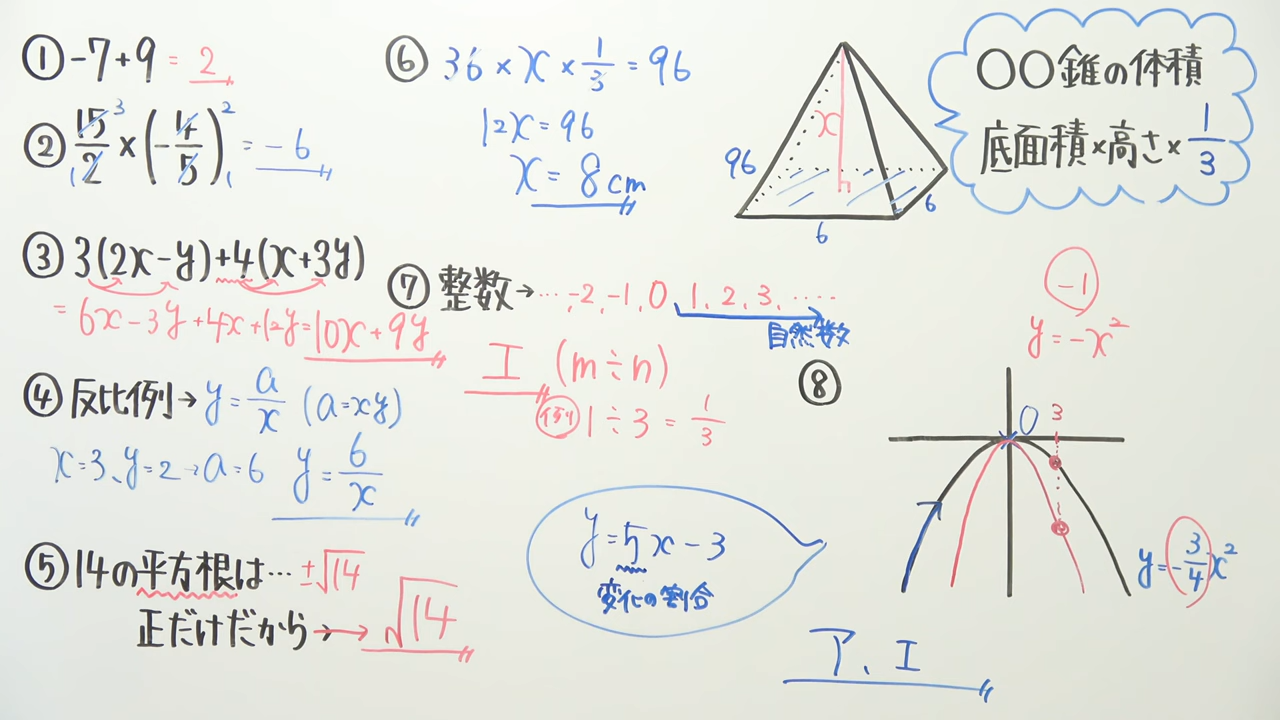 ① -7+9 = 2
② 15/2 × (-4/5) = -6
3
2
1
1
③ 3(2x-y)+4(x+3y)
= 6x-3y+4x+12y=10x+9y
④ 反比例→ y=a/x (a=xy)
x=3、y=2→a=6 y=6/x
⑤ 14の平方根は… ±√14
正だけだから→ √14
⑥ 36×x×1/3=96
12x=96
x=8cm
x
96
6
6
〇〇錐の体積
底面積×高さ×1/3
⑦ 整数→…,-2,-1,0,1,2,3,…‥
自然数
エ (m÷n)
例 1÷3=1/3
y=5x-3
変化の割合
⑧
-1
y=-x²
0
3
y=-3/4x²
ア、エ